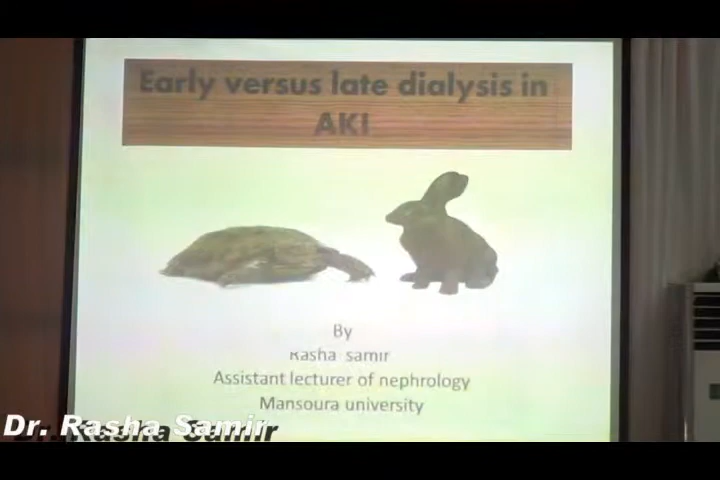 Early versus late dialysis in
AKI
By
Rasha samir
Assistant lecturer of nephrology
Mansoura university
Dr. Rasha Samir